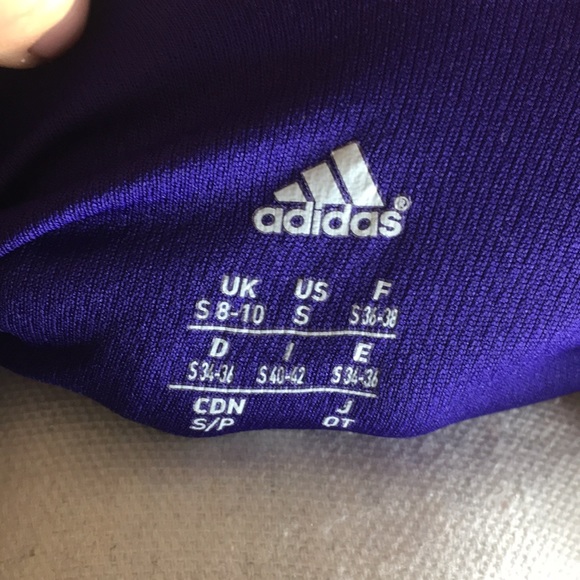 adidas®
UK US F
S 8-10 S S 36-38
D I E
S 34-36 S 40-42 S 34-36
CDN J
S/P OT